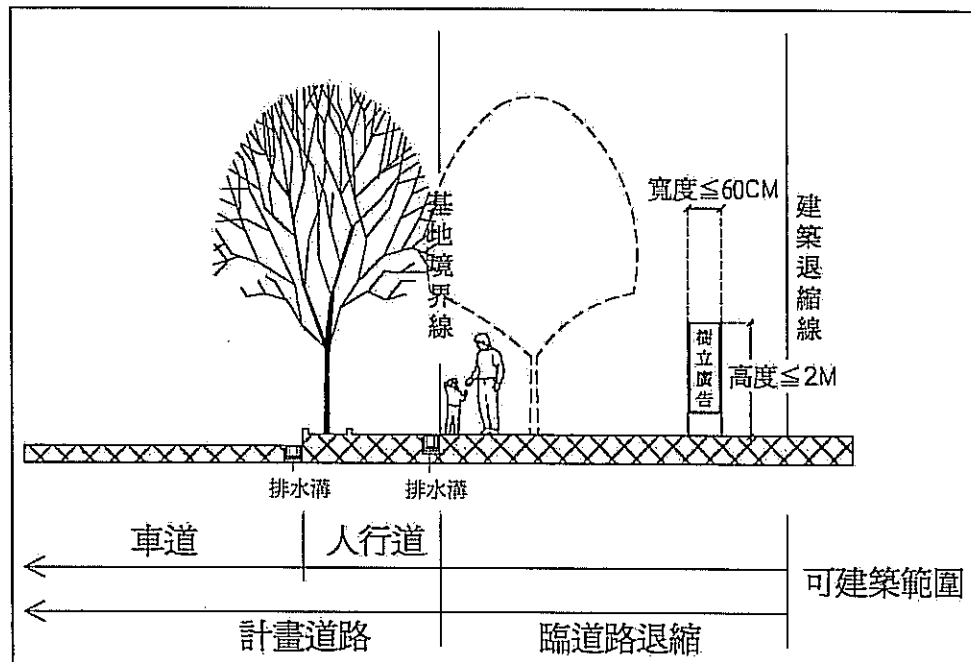 寬度≦60CM
基地境界線
建築退縮線
樹立廣告
高度≦2M
排水溝
排水溝
車道
人行道
可建築範圍
計畫道路
臨道路退縮